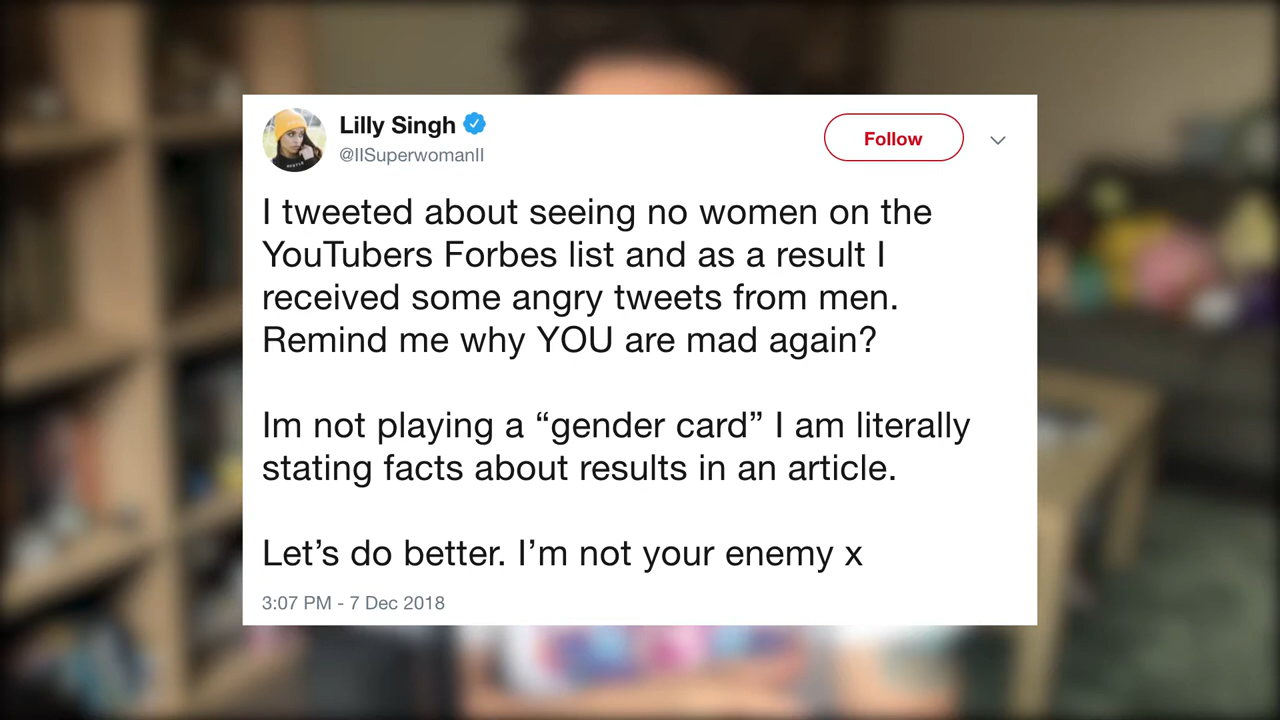 Lilly Singh
@IISuperwomanII
Follow
I tweeted about seeing no women on the
YouTubers Forbes list and as a result I
received some angry tweets from men.
Remind me why YOU are mad again?
Im not playing a “gender card” I am literally
stating facts about results in an article.
Let’s do better. I’m not your enemy x
3:07 PM - 7 Dec 2018